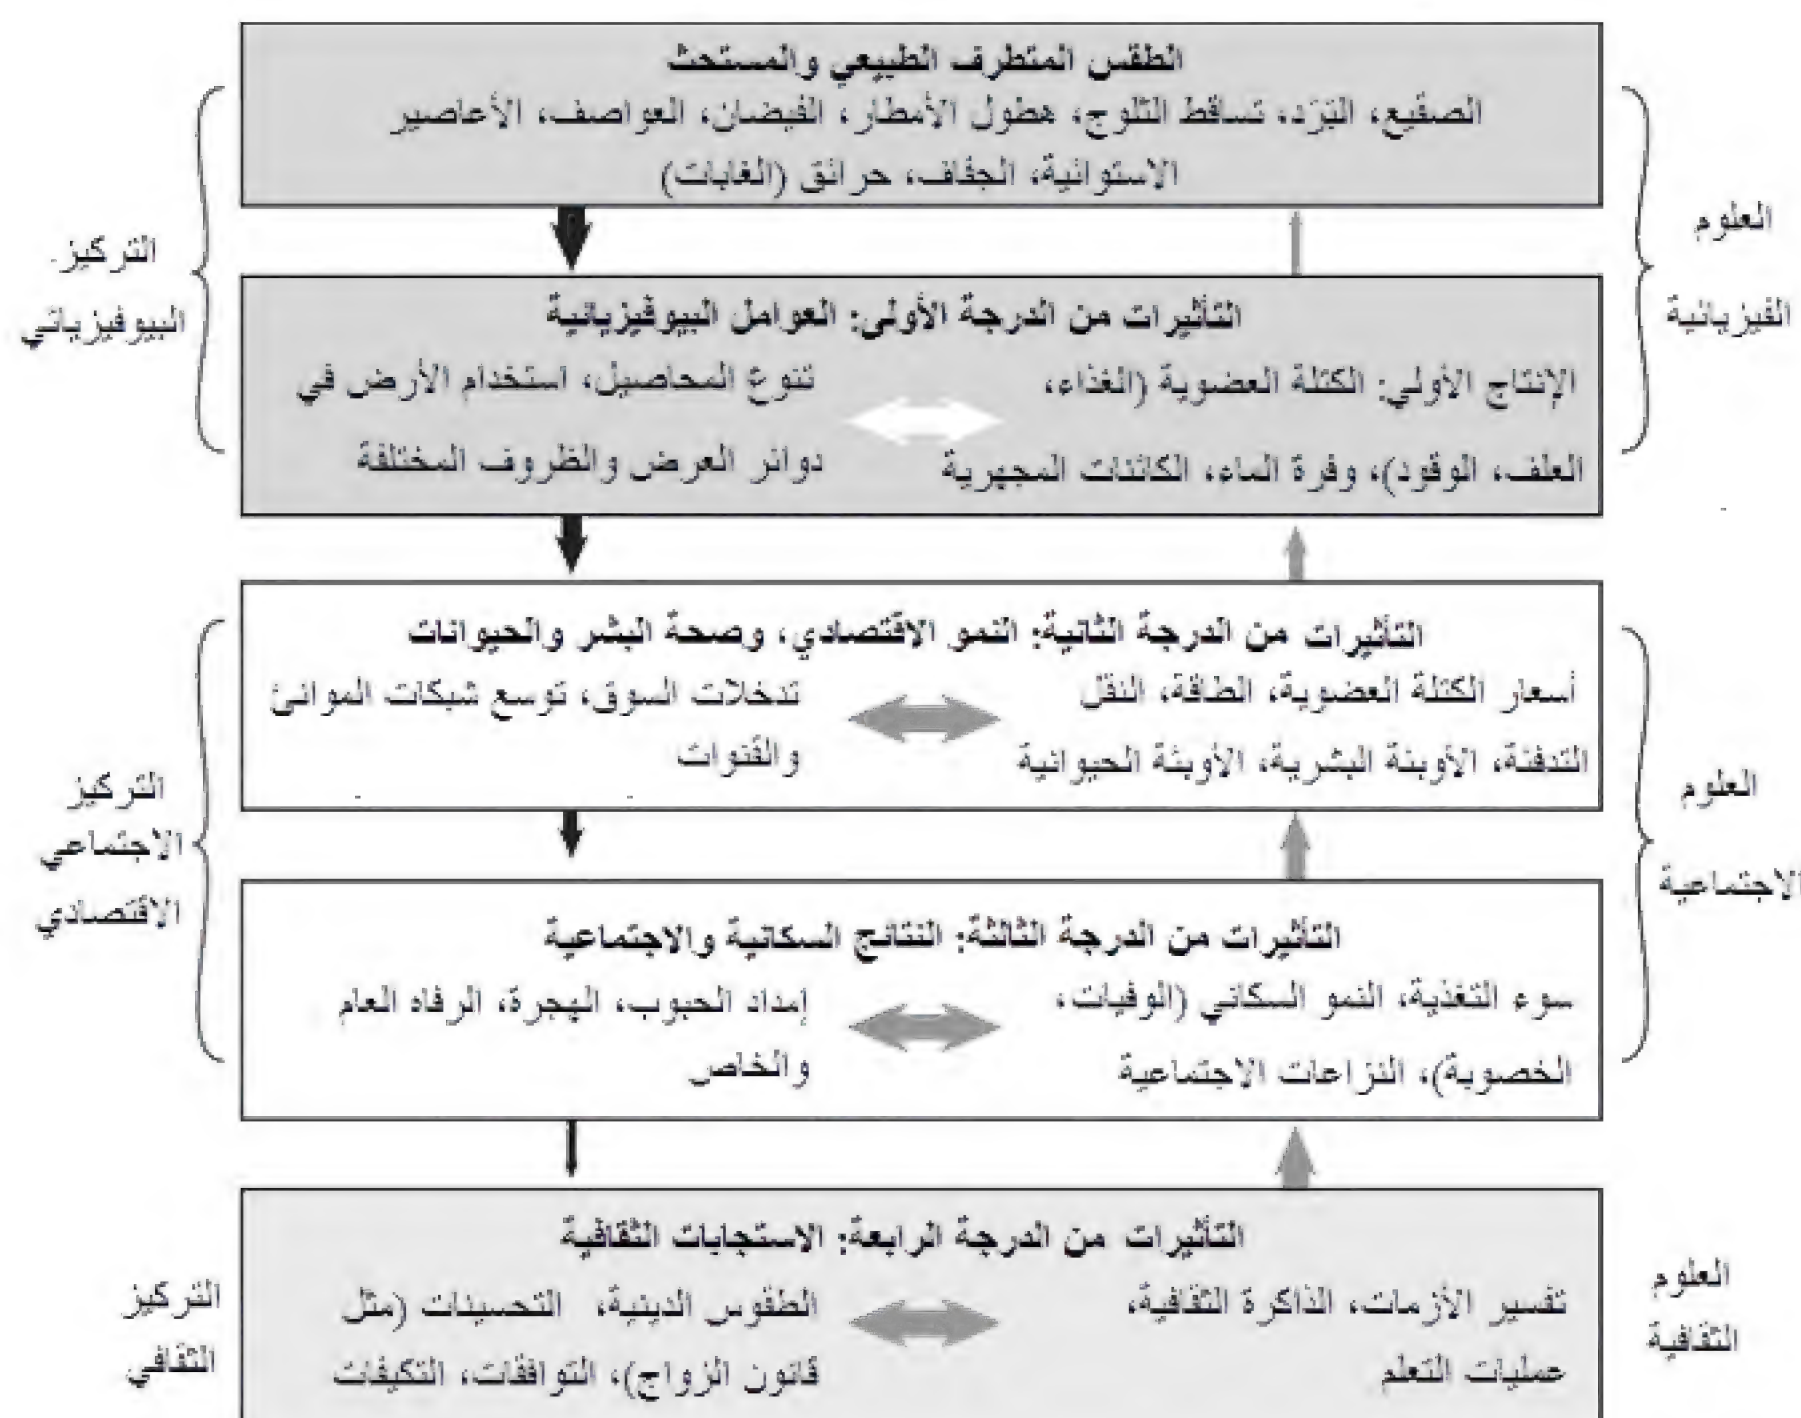 الطقس المتطرف الطبيعي والمستحث
الصقيع، البَرَد، تساقط الثلوج، هطول الأمطار، الفيضان، العواصف، الأعاصير
الاستوائية، الجفاف، حرائق (الغابات)
العلوم
الفيزيائية
التركيز
البيوفيزيائي
التأثيرات من الدرجة الأولى: العوامل البيوفيزيائية
الإنتاج الأولي: الكتلة العضوية (الغذاء،
العلف، الوقود)، وفرة الماء، الكائنات المجهرية
تنوع المحاصيل، استخدام الأرض في
دوائر العرض والظروف المختلفة
التأثيرات من الدرجة الثانية: النمو الاقتصادي، وصحة البشر والحيوانات
أسعار الكتلة العضوية، الطاقة، النقل
التدفئة، الأوبئة البشرية، الأوبئة الحيوانية
تدخلات السوق، توسع شبكات الموانئ
والقنوات
العلوم
الاجتماعية
التركيز
الاجتماعي
الاقتصادي
التأثيرات من الدرجة الثالثة: النتائج السكانية والاجتماعية
سوء التغذية، النمو السكاني (الوفيات،
الخصوبة)، النزاعات الاجتماعية
إمداد الحبوب، الهجرة، الرفاه العام
والخاص
التأثيرات من الدرجة الرابعة: الاستجابات الثقافية
تفسير الأزمات، الذاكرة الثقافية،
عمليات التعلم
الطقوس الدينية، التحسينات (مثل
قانون الزواج)، التوافقات، التكيفات
العلوم
الثقافية
التركيز
الثقافي